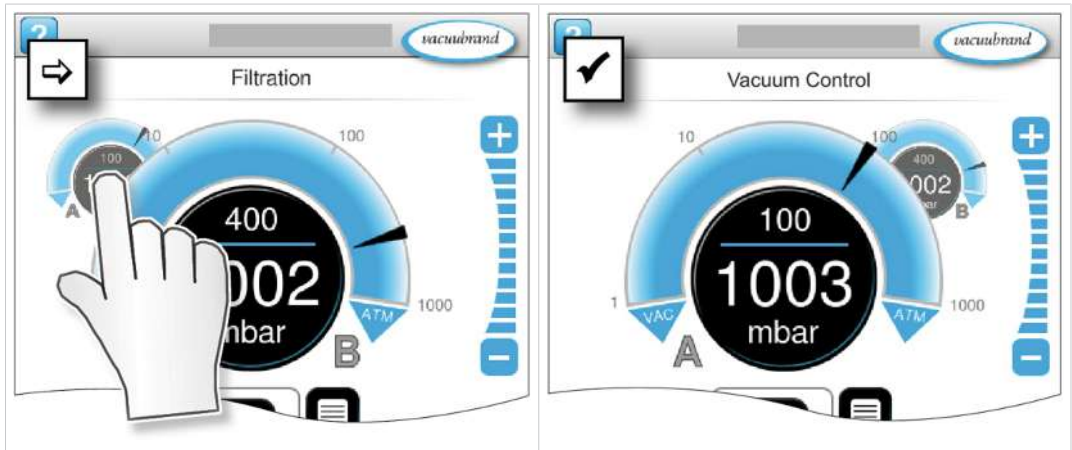 ?
vacuubrand
Filtration
10
100
100
A
400
002
mbar
1000
ATM
B
+
−
?
vacuubrand
Vacuum Control
10
100
400
002
B
100
1003
mbar
1
1000
VAC
ATM
A
+
−